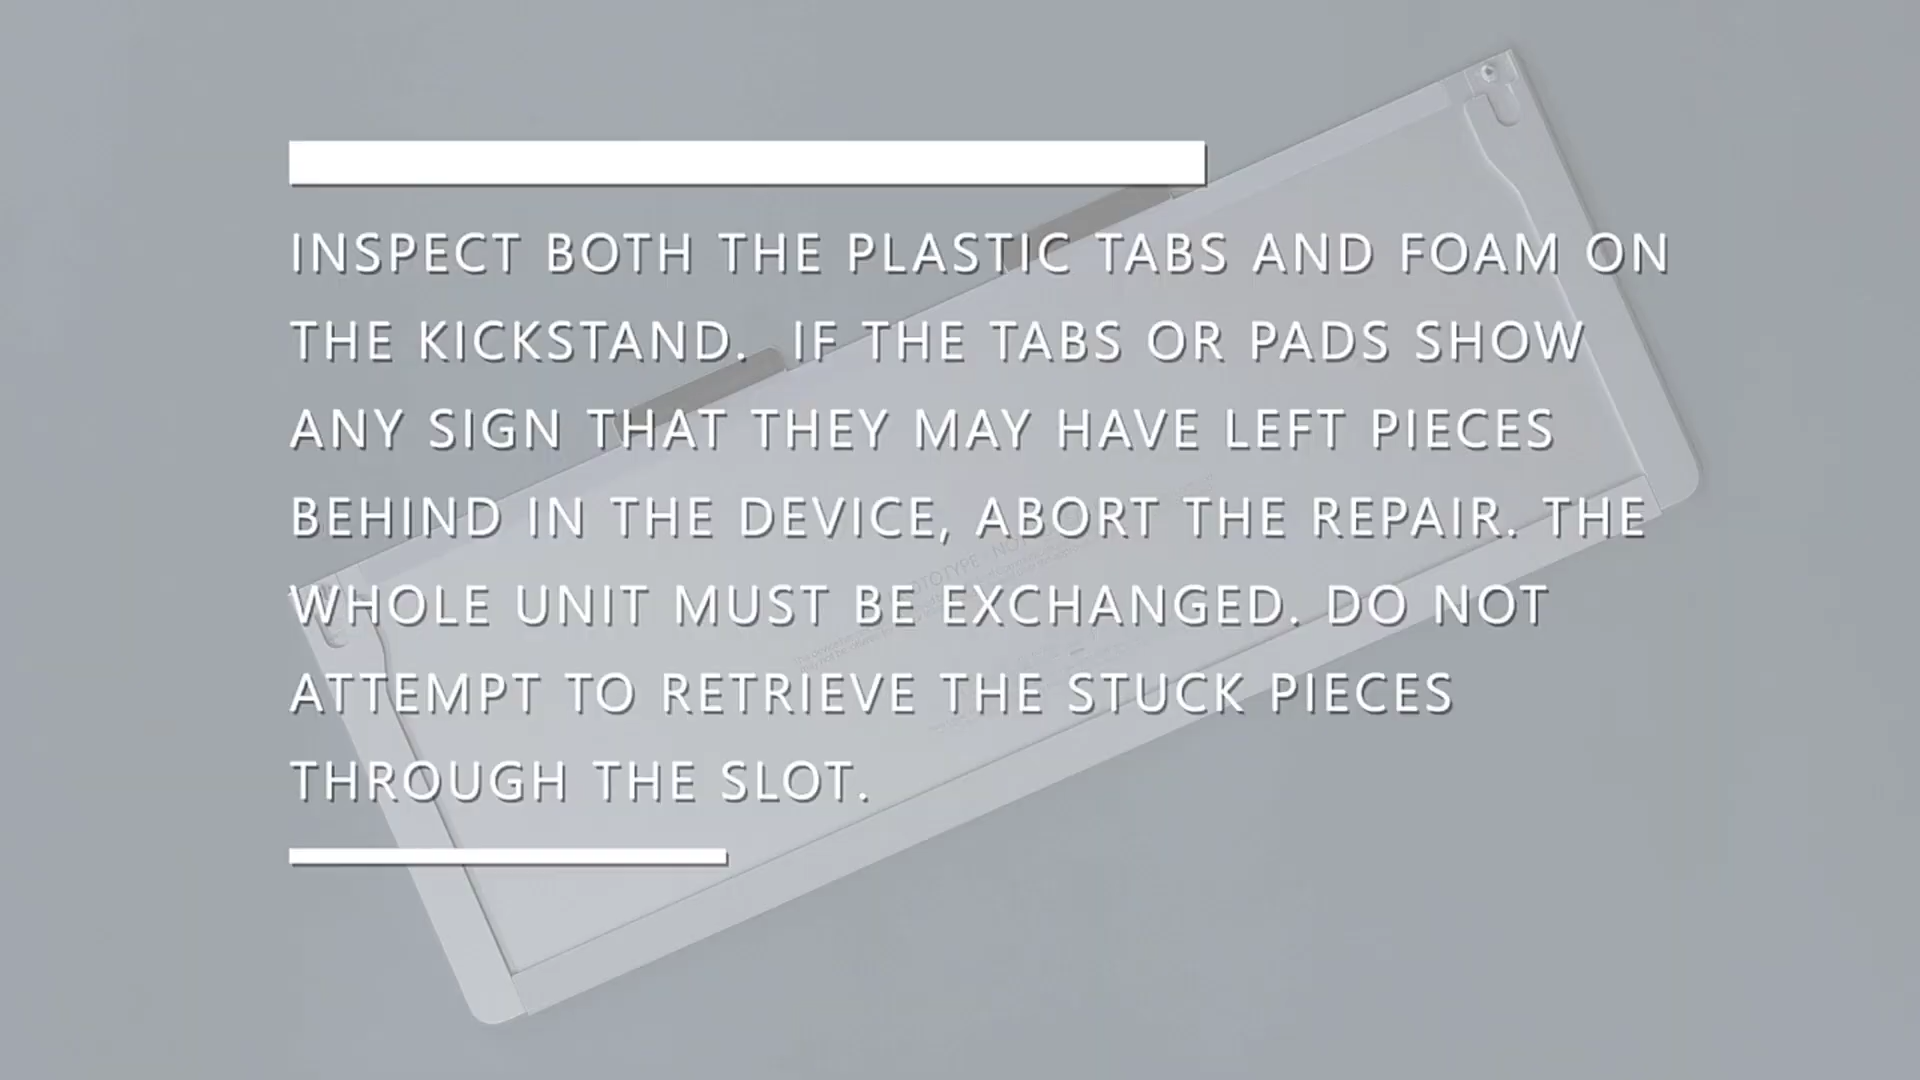 INSPECT BOTH THE PLASTIC TABS AND FOAM ON
THE KICKSTAND.  IF THE TABS OR PADS SHOW
ANY SIGN THAT THEY MAY HAVE LEFT PIECES
BEHIND IN THE DEVICE, ABORT THE REPAIR. THE
WHOLE UNIT MUST BE EXCHANGED. DO NOT
ATTEMPT TO RETRIEVE THE STUCK PIECES
THROUGH THE SLOT.